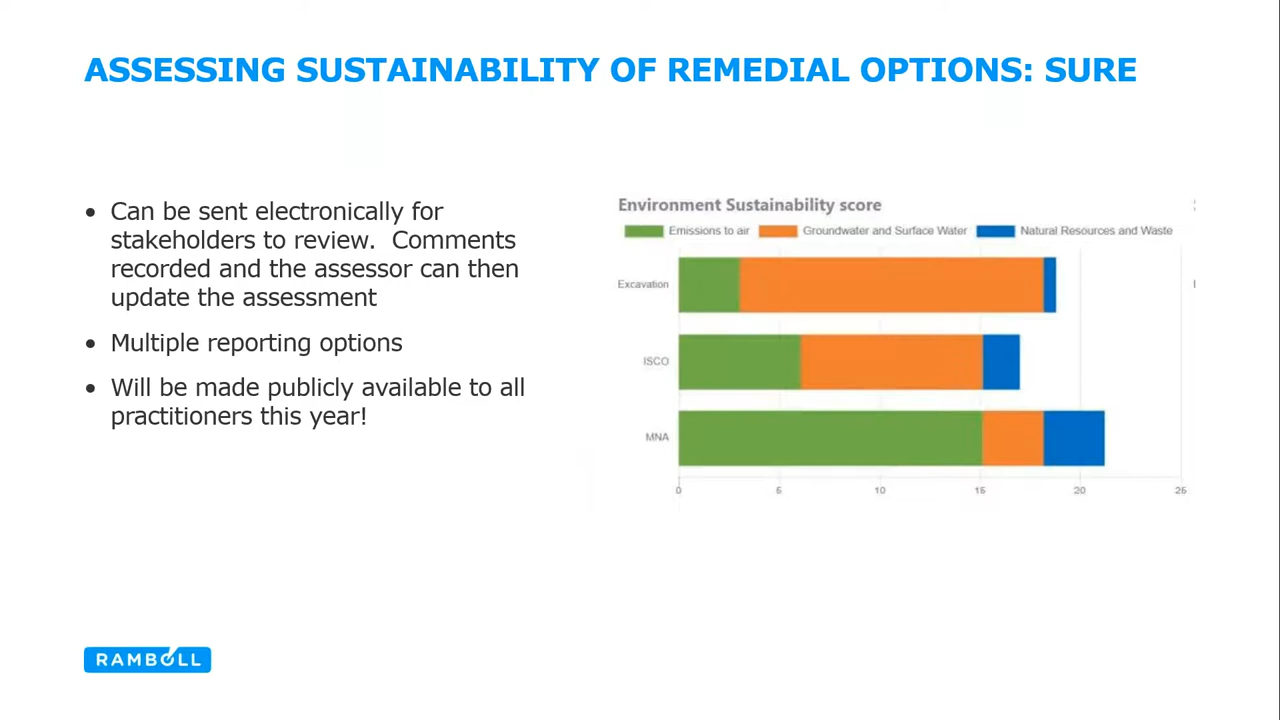 ASSESSING SUSTAINABILITY OF REMEDIAL OPTIONS: SURE
• Can be sent electronically for
stakeholders to review.  Comments
recorded and the assessor can then
update the assessment
• Multiple reporting options
• Will be made publicly available to all
practitioners this year!
Environment Sustainability score
Emissions to air Groundwater and Surface Water Natural Resources and Waste
Excavation
ISCO
MNA
0 5 10 15 20 25
RAMBOLL